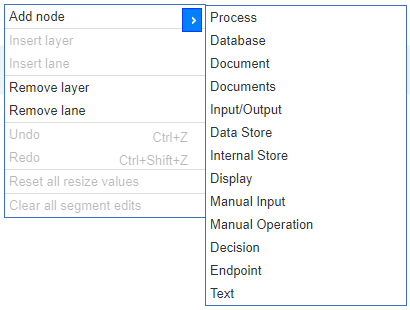 Add node
Insert layer
Insert lane
Remove layer
Remove lane
Undo Ctrl+Z
Redo Ctrl+Shift+Z
Reset all resize values
Clear all segment edits
Process
Database
Document
Documents
Input/Output
Data Store
Internal Store
Display
Manual Input
Manual Operation
Decision
Endpoint
Text